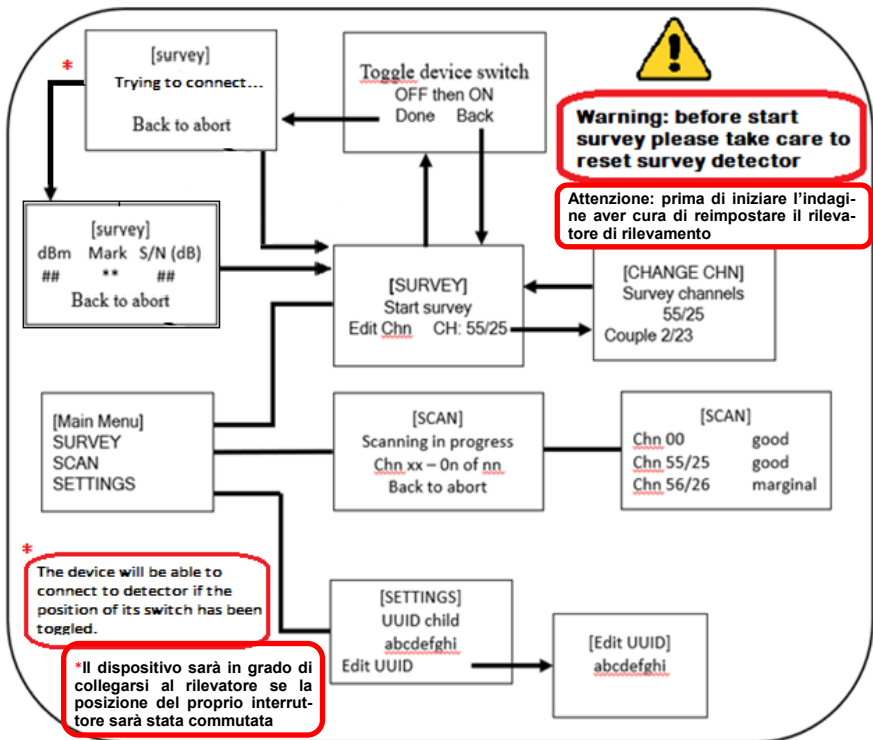 [survey]
Trying to connect...
Back to abort
*
Toggle device switch
OFF then ON
Done Back
Warning: before start
survey please take care to
reset survey detector
Attenzione: prima di iniziare l'indagi-
ne aver cura di reimpostare il rileva-
tore di rilevamento
[survey]
dBm Mark S/N (dB)
## ** ##
Back to abort
[SURVEY]
Start survey
Edit Chn CH: 55/25
[CHANGE CHN]
Survey channels
55/25
Couple 2/23
[Main Menu]
SURVEY
SCAN
SETTINGS
[SCAN]
Scanning in progress
Chn xx – 0n of nn
Back to abort
[SCAN]
Chn 00 good
Chn 55/25 good
Chn 56/26 marginal
*
The device will be able to
connect to detector if the
position of its switch has been
toggled.
*Il dispositivo sarà in grado di
collegarsi al rilevatore se la
posizione del proprio interrut-
tore sarà stata commutata
[SETTINGS]
UUID child
abcdefghi
Edit UUID
[Edit UUID]
abcdefghi